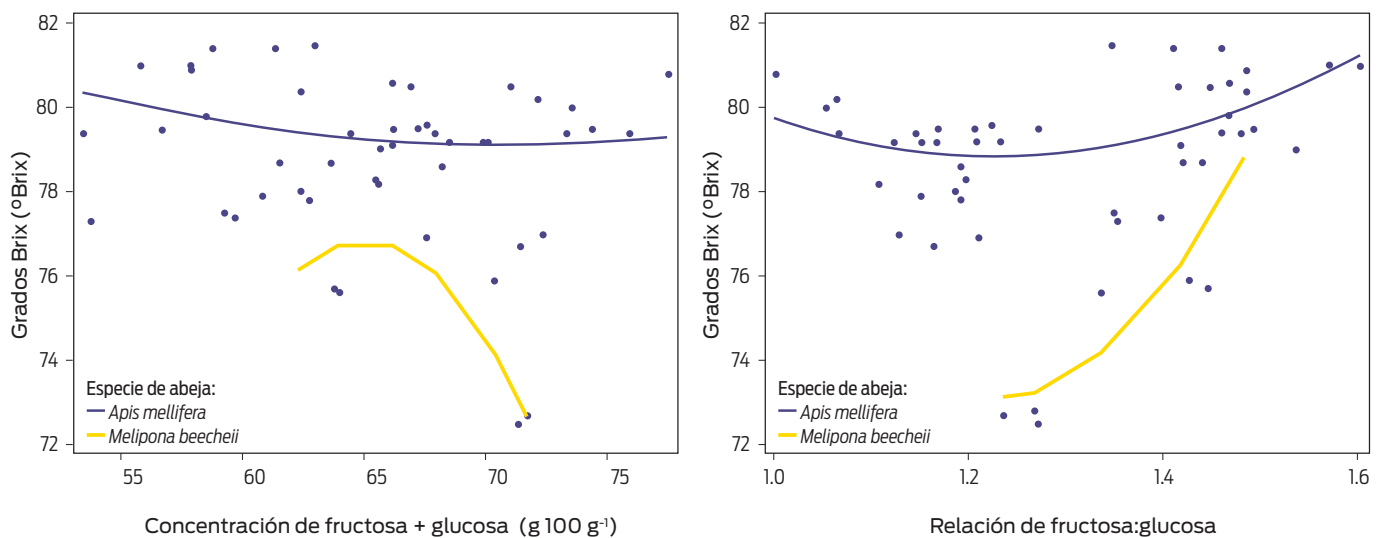 Grados Brix (ºBrix)
82
80
78
76
74
72
Especie de abeja:
Apis mellifera
Melipona beecheii
55
60
65
70
75
Concentración de fructosa + glucosa (g 100 g⁻¹)
Grados Brix (ºBrix)
82
80
78
76
74
72
Especie de abeja:
Apis mellifera
Melipona beecheii
1.0
1.2
1.4
1.6
Relación de fructosa:glucosa